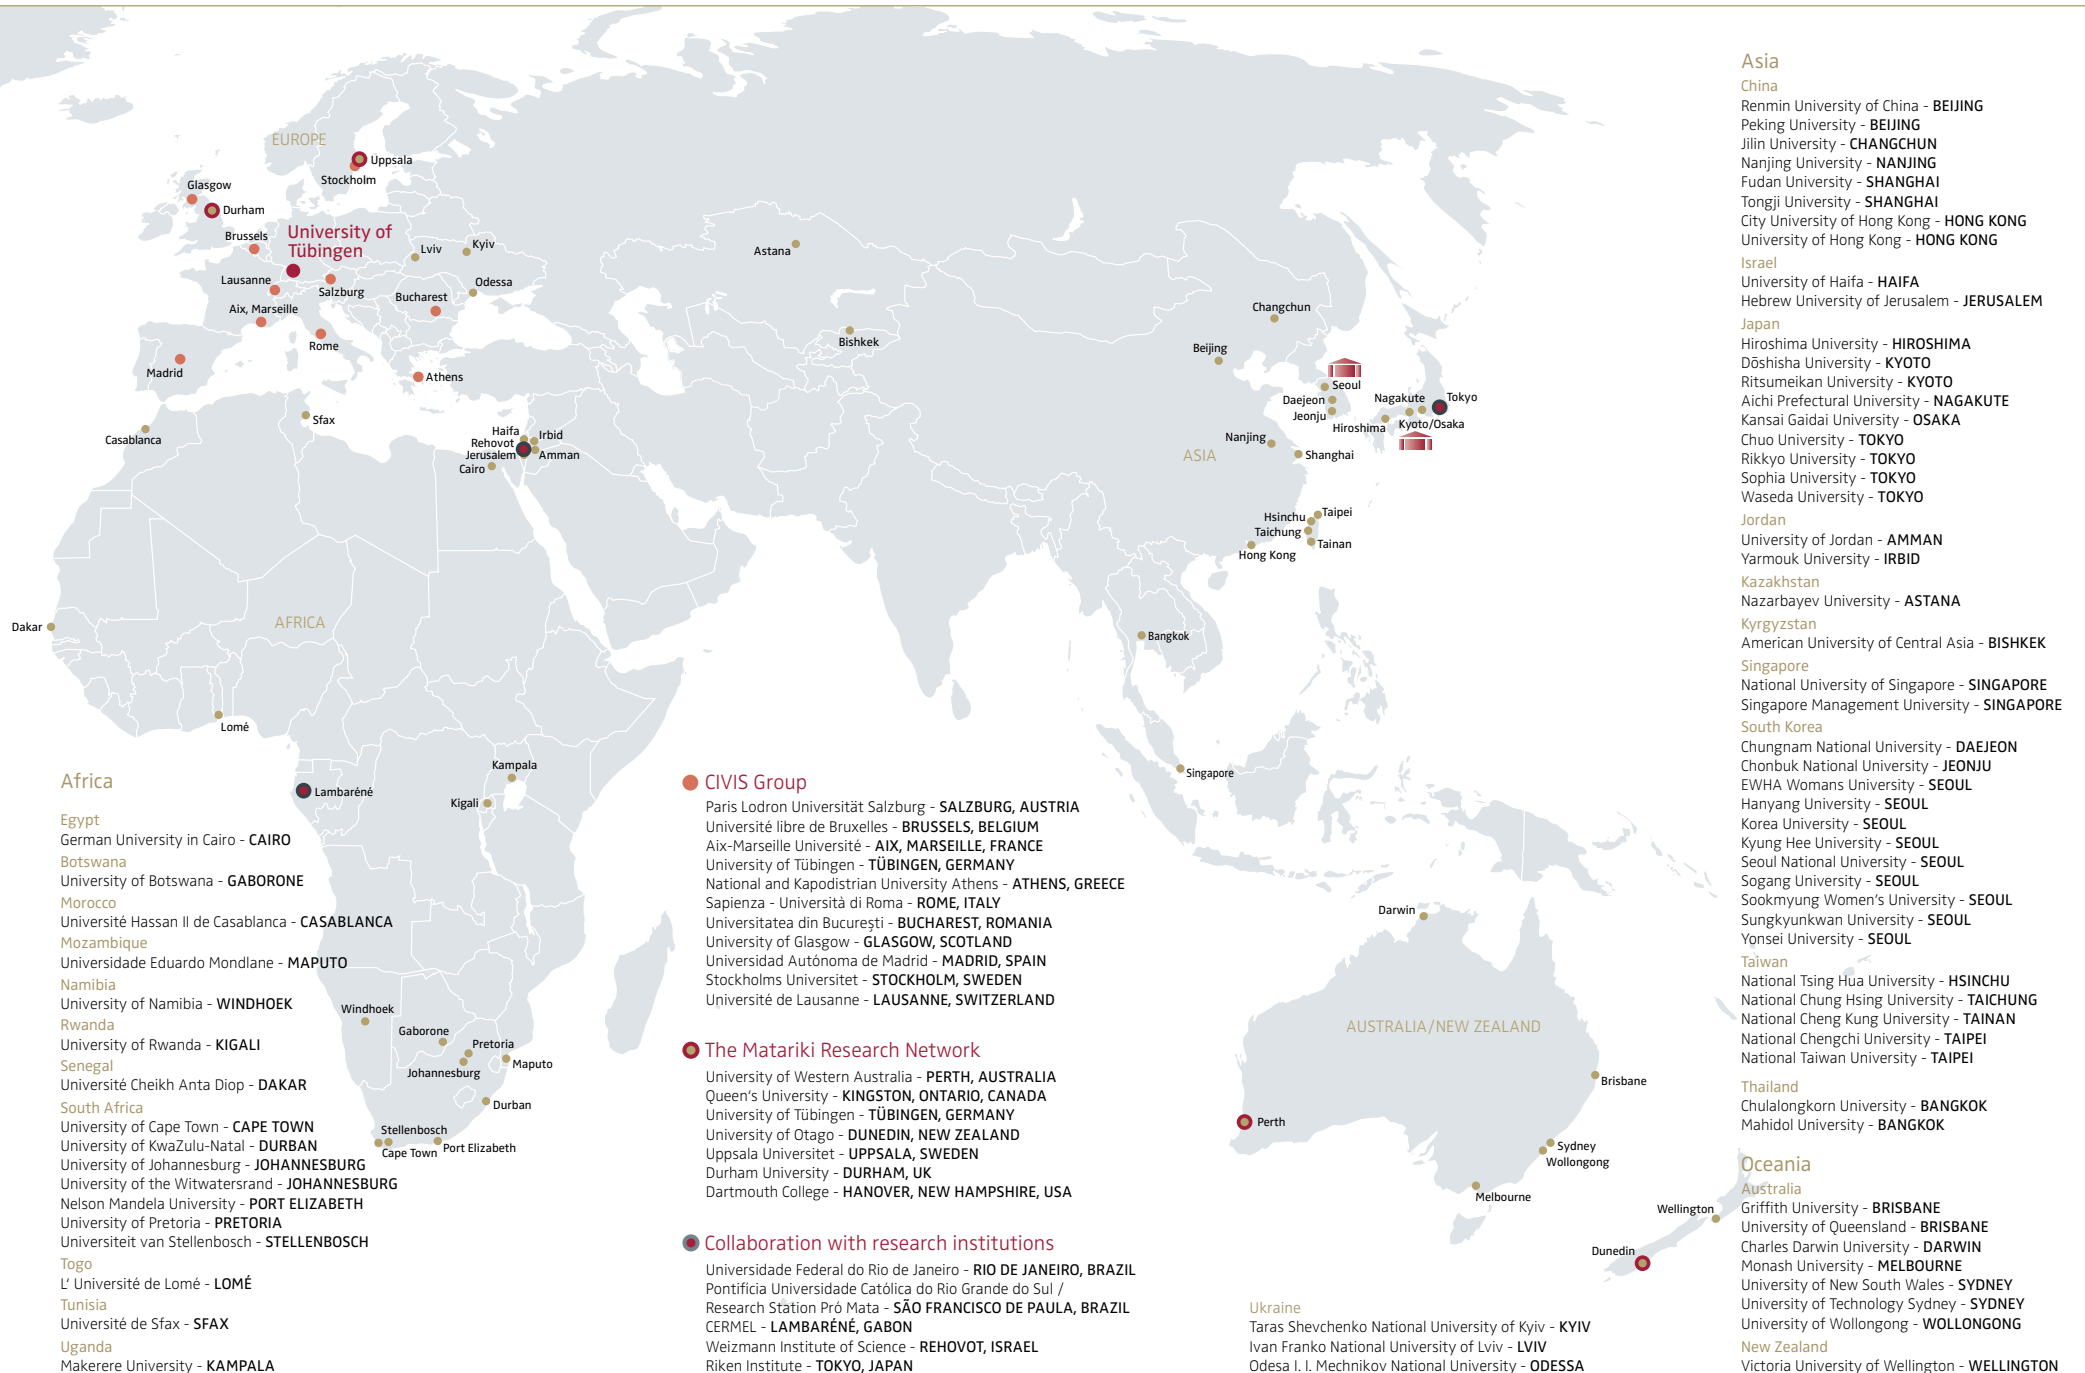 EUROPE
Uppsala
Stockholm
Glasgow
Durham
Brussels
University of
Tübingen
Lviv
Kyiv
Lausanne
Salzburg
Bucharest
Odessa
Aix, Marseille
Rome
Madrid
Athens
Astana
Bishkek
Changchun
Beijing
Seoul
Daejeon
Jeonju
Nagakute
Tokyo
Hiroshima
Kyoto/Osaka
Nanjing
Shanghai
ASIA
Hsinchu
Taipei
Taichung
Tainan
Hong Kong
Bangkok
Singapore
Casablanca
Sfax
Haifa
Irbid
Rehovot
Jerusalem
Amman
Cairo
Dakar
AFRICA
Lomé
Lambaréné
Kampala
Kigali
Windhoek
Gaborone
Pretoria
Johannesburg
Maputo
Durban
Stellenbosch
Cape Town
Port Elizabeth
Darwin
AUSTRALIA/NEW ZEALAND
Brisbane
Perth
Sydney
Wollongong
Melbourne
Wellington
Dunedin
Africa
Egypt
German University in Cairo - CAIRO
Botswana
University of Botswana - GABORONE
Morocco
Université Hassan II de Casablanca - CASABLANCA
Mozambique
Universidade Eduardo Mondlane - MAPUTO
Namibia
University of Namibia - WINDHOEK
Rwanda
University of Rwanda - KIGALI
Senegal
Université Cheikh Anta Diop - DAKAR
South Africa
University of Cape Town - CAPE TOWN
University of KwaZulu-Natal - DURBAN
University of Johannesburg - JOHANNESBURG
University of the Witwatersrand - JOHANNESBURG
Nelson Mandela University - PORT ELIZABETH
University of Pretoria - PRETORIA
Universiteit van Stellenbosch - STELLENBOSCH
Togo
L' Université de Lomé - LOMÉ
Tunisia
Université de Sfax - SFAX
Uganda
Makerere University - KAMPALA
CIVIS Group
Paris Lodron Universität Salzburg - SALZBURG, AUSTRIA
Université libre de Bruxelles - BRUSSELS, BELGIUM
Aix-Marseille Université - AIX, MARSEILLE, FRANCE
University of Tübingen - TÜBINGEN, GERMANY
National and Kapodistrian University Athens - ATHENS, GREECE
Sapienza - Università di Roma - ROME, ITALY
Universitatea din București - BUCHAREST, ROMANIA
University of Glasgow - GLASGOW, SCOTLAND
Universidad Autónoma de Madrid - MADRID, SPAIN
Stockholms Universitet - STOCKHOLM, SWEDEN
Université de Lausanne - LAUSANNE, SWITZERLAND
The Matariki Research Network
University of Western Australia - PERTH, AUSTRALIA
Queen's University - KINGSTON, ONTARIO, CANADA
University of Tübingen - TÜBINGEN, GERMANY
University of Otago - DUNEDIN, NEW ZEALAND
Uppsala Universitet - UPPSALA, SWEDEN
Durham University - DURHAM, UK
Dartmouth College - HANOVER, NEW HAMPSHIRE, USA
Collaboration with research institutions
Universidade Federal do Rio de Janeiro - RIO DE JANEIRO, BRAZIL
Pontifícia Universidade Católica do Rio Grande do Sul /
Research Station Pró Mata - SÃO FRANCISCO DE PAULA, BRAZIL
CERMEL - LAMBARÉNÉ, GABON
Weizmann Institute of Science - REHOVOT, ISRAEL
Riken Institute - TOKYO, JAPAN
Ukraine
Taras Shevchenko National University of Kyiv - KYIV
Ivan Franko National University of Lviv - LVIV
Odesa I. I. Mechnikov National University - ODESSA
Asia
China
Renmin University of China - BEIJING
Peking University - BEIJING
Jilin University - CHANGCHUN
Nanjing University - NANJING
Fudan University - SHANGHAI
Tongji University - SHANGHAI
City University of Hong Kong - HONG KONG
University of Hong Kong - HONG KONG
Israel
University of Haifa - HAIFA
Hebrew University of Jerusalem - JERUSALEM
Japan
Hiroshima University - HIROSHIMA
Dōshisha University - KYOTO
Ritsumeikan University - KYOTO
Aichi Prefectural University - NAGAKUTE
Kansai Gaidai University - OSAKA
Chuo University - TOKYO
Rikkyo University - TOKYO
Sophia University - TOKYO
Waseda University - TOKYO
Jordan
University of Jordan - AMMAN
Yarmouk University - IRBID
Kazakhstan
Nazarbayev University - ASTANA
Kyrgyzstan
American University of Central Asia - BISHKEK
Singapore
National University of Singapore - SINGAPORE
Singapore Management University - SINGAPORE
South Korea
Chungnam National University - DAEJEON
Chonbuk National University - JEONJU
EWHA Womans University - SEOUL
Hanyang University - SEOUL
Korea University - SEOUL
Kyung Hee University - SEOUL
Seoul National University - SEOUL
Sogang University - SEOUL
Sookmyung Women's University - SEOUL
Sungkyunkwan University - SEOUL
Yonsei University - SEOUL
Taiwan
National Tsing Hua University - HSINCHU
National Chung Hsing University - TAICHUNG
National Cheng Kung University - TAINAN
National Chengchi University - TAIPEI
National Taiwan University - TAIPEI
Thailand
Chulalongkorn University - BANGKOK
Mahidol University - BANGKOK
Oceania
Australia
Griffith University - BRISBANE
University of Queensland - BRISBANE
Charles Darwin University - DARWIN
Monash University - MELBOURNE
University of New South Wales - SYDNEY
University of Technology Sydney - SYDNEY
University of Wollongong - WOLLONGONG
New Zealand
Victoria University of Wellington - WELLINGTON